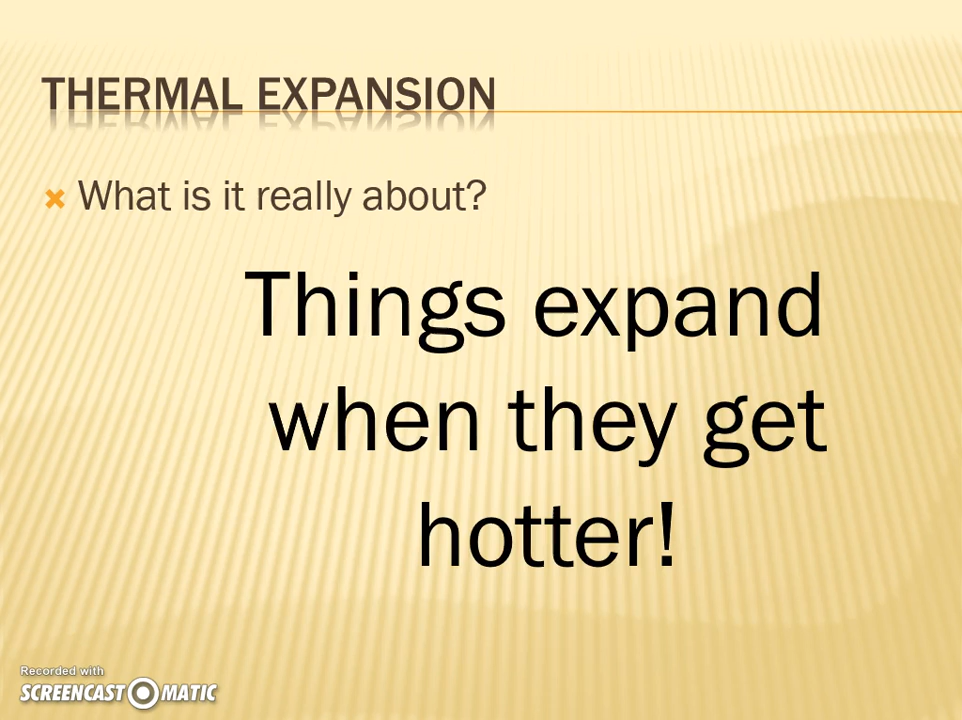 THERMAL EXPANSION
What is it really about?
Things expand
when they get
hotter!
Recorded with
SCREENCAST MATIC